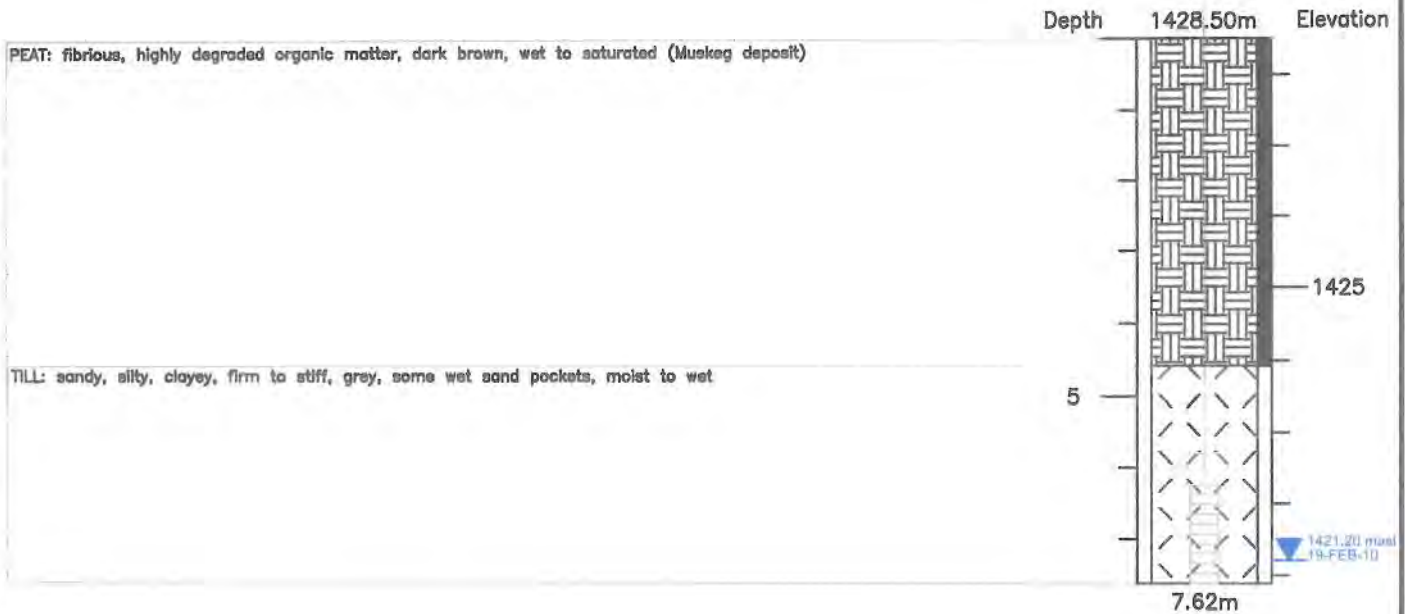 Depth 1428.50m Elevation
PEAT: fibrious, highly degraded organic matter, dark brown, wet to saturated (Muskeg deposit)
1425
TILL: sandy, silty, clayey, firm to stiff, grey, some wet sand pockets, moist to wet
5
1421.20 masl
19-FEB-10
7.62m